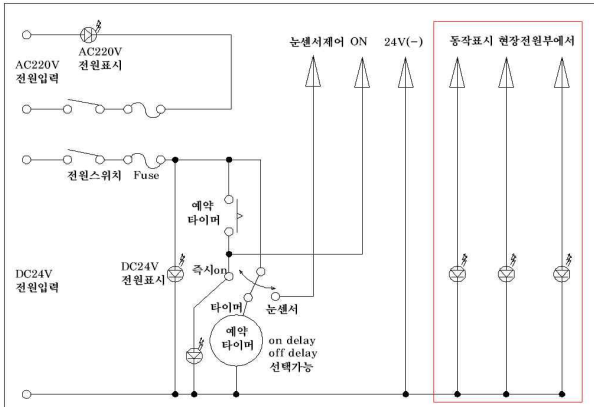 AC220V
전원표시
AC220V
전원입력
눈센서제어 ON 24V(-)
동작표시 현장전원부에서
전원스위치 Fuse
예약
타이머
DC24V
전원입력
DC24V
전원표시
즉시on
타이머
눈센서
예약
타이머
on delay
off delay
선택가능